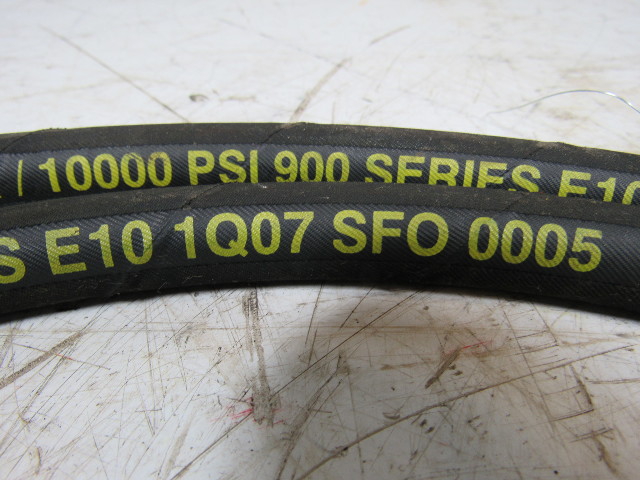 / 10000 PSI 900 SERIES E10
S E10 1Q07 SFO 0005